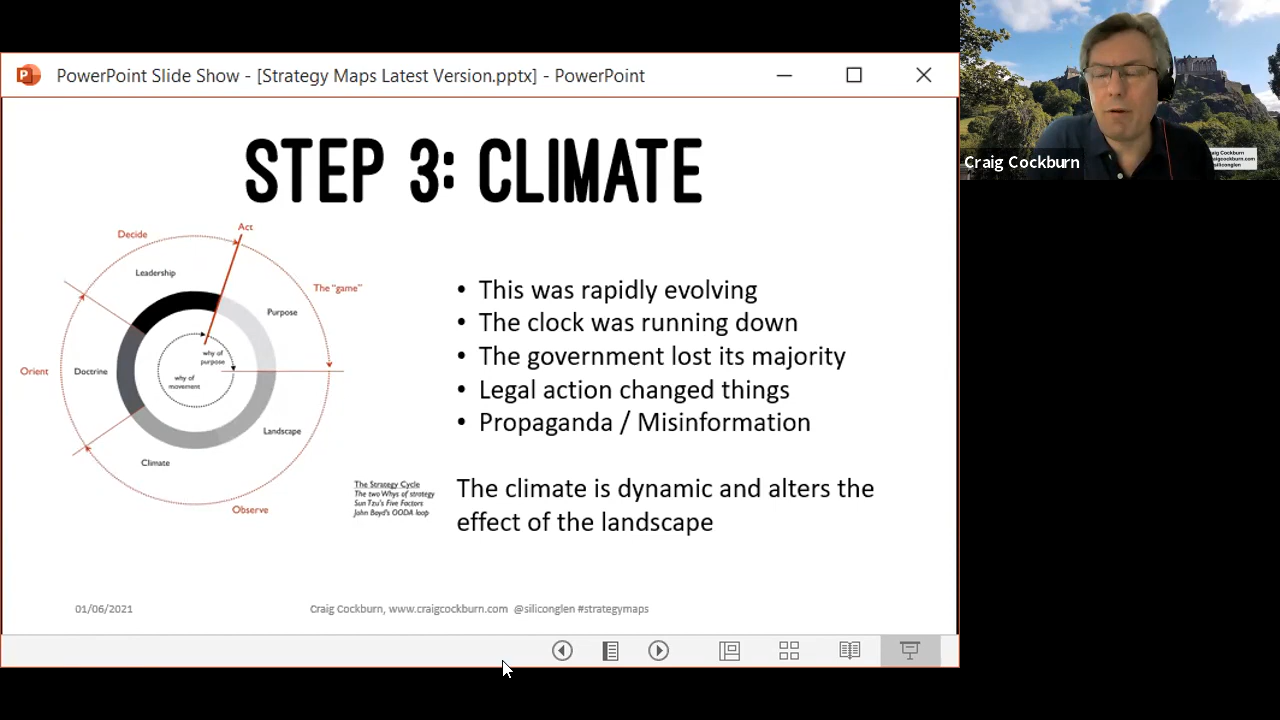 PowerPoint Slide Show - [Strategy Maps Latest Version.pptx] - PowerPoint
STEP 3: CLIMATE
Decide
Act
Leadership
The "game"
Purpose
why of
purpose
Orient
Doctrine
why of
movement
Landscape
Climate
Observe
The Strategy Cycle
The two Whys of strategy
Sun Tzu's Five Factors
John Boyd's OODA loop
• This was rapidly evolving
• The clock was running down
• The government lost its majority
• Legal action changed things
• Propaganda / Misinformation
The climate is dynamic and alters the
effect of the landscape
01/06/2021
Craig Cockburn, www.craigcockburn.com @siliconglen #strategymaps
Craig Cockburn